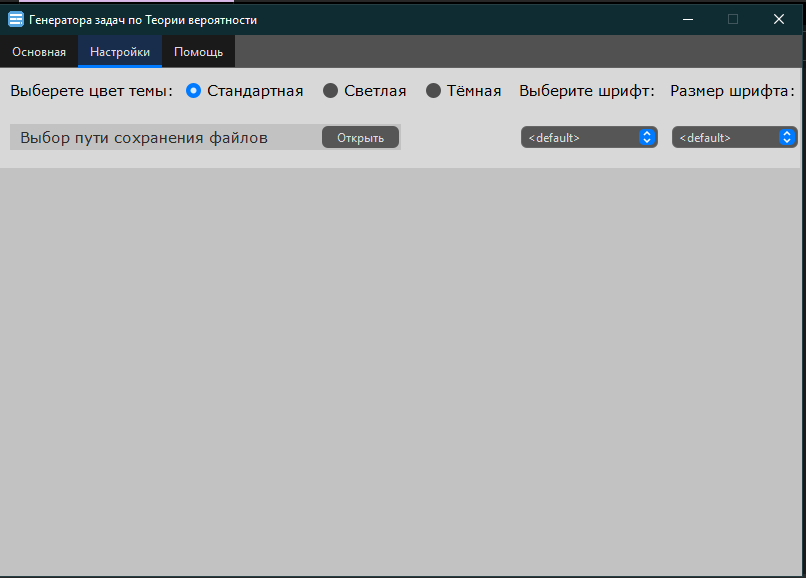 Генератора задач по Теории вероятности
Основная Настройки Помощь
Выберете цвет темы: Стандартная Светлая Тёмная Выберите шрифт: Размер шрифта:
Выбор пути сохранения файлов Открыть <default> <default>